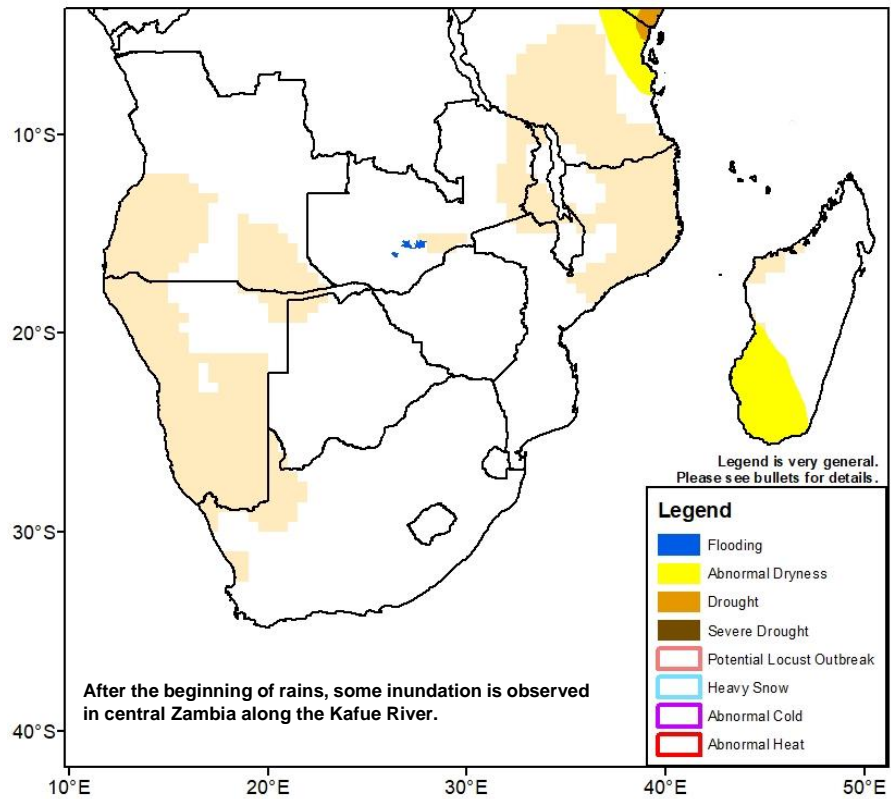 10°S
20°S
30°S
40°S
Legend is very general.
Please see bullets for details.
Legend
Flooding
Abnormal Dryness
Drought
Severe Drought
Potential Locust Outbreak
Heavy Snow
Abnormal Cold
Abnormal Heat
After the beginning of rains, some inundation is observed
in central Zambia along the Kafue River.
10°E
20°E
30°E
40°E
50°E